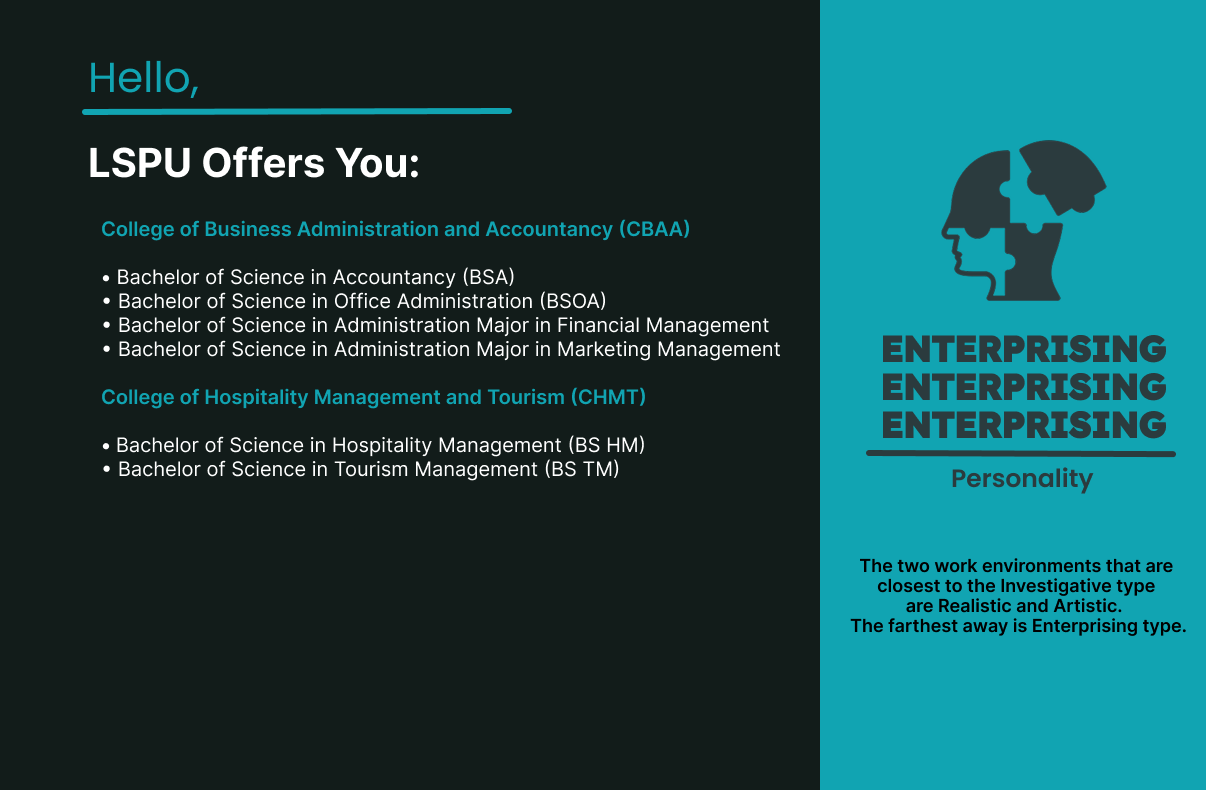 Hello,
LSPU Offers You:
College of Business Administration and Accountancy (CBAA)
• Bachelor of Science in Accountancy (BSA)
• Bachelor of Science in Office Administration (BSOA)
• Bachelor of Science in Administration Major in Financial Management
• Bachelor of Science in Administration Major in Marketing Management
College of Hospitality Management and Tourism (CHMT)
• Bachelor of Science in Hospitality Management (BS HM)
• Bachelor of Science in Tourism Management (BS TM)
ENTERPRISING
ENTERPRISING
ENTERPRISING
Personality
The two work environments that are
closest to the Investigative type
are Realistic and Artistic.
The farthest away is Enterprising type.